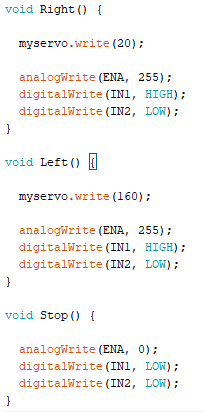 void Right() {
myservo.write(20);
analogWrite(ENA, 255);
digitalWrite(IN1, HIGH);
digitalWrite(IN2, LOW);
}
void Left() {
myservo.write(160);
analogWrite(ENA, 255);
digitalWrite(IN1, HIGH);
digitalWrite(IN2, LOW);
}
void Stop() {
analogWrite(ENA, 0);
digitalWrite(IN1, LOW);
digitalWrite(IN2, LOW);
}